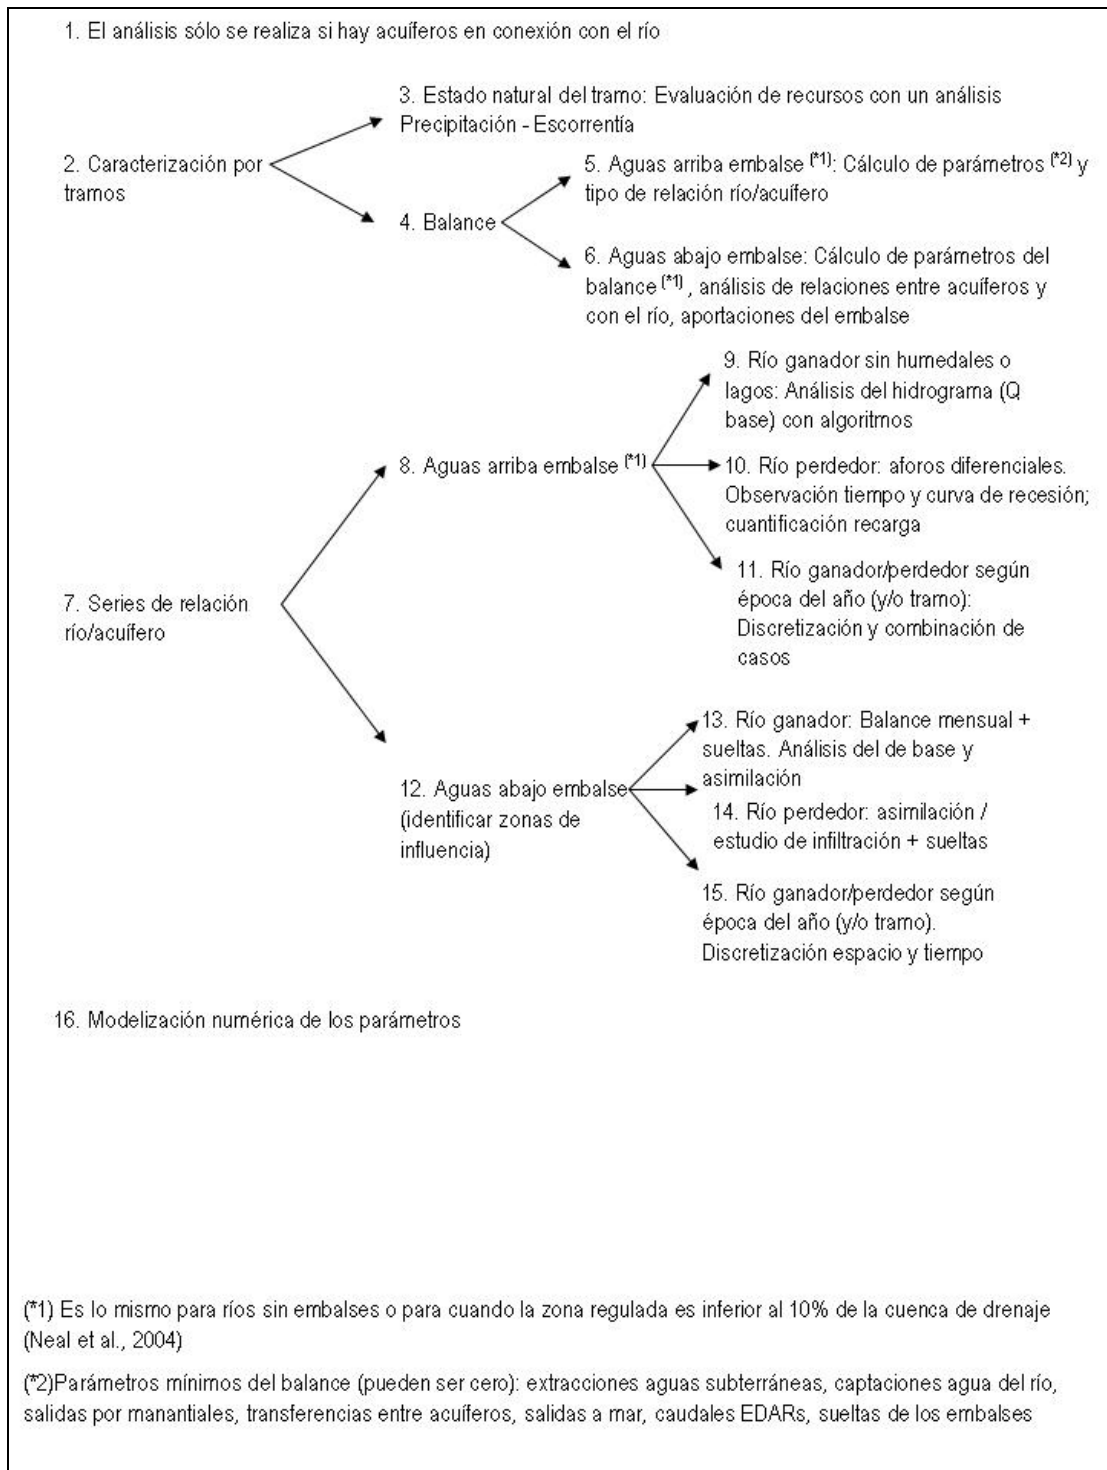 1. El análisis sólo se realiza si hay acuíferos en conexión con el río
3. Estado natural del tramo: Evaluación de recursos con un análisis
Precipitación - Escorrentía
2. Caracterización por
tramos
5. Aguas arriba embalse (*1): Cálculo de parámetros (*2) y
tipo de relación río/acuífero
4. Balance
6. Aguas abajo embalse: Cálculo de parámetros del
balance (*1) , análisis de relaciones entre acuíferos y
con el río, aportaciones del embalse
9. Río ganador sin humedales o
lagos: Análisis del hidrograma (Q
base) con algoritmos
8. Aguas arriba embalse (*1)
10. Río perdedor: aforos diferenciales.
Observación tiempo y curva de recesión;
cuantificación recarga
11. Río ganador/perdedor según
época del año (y/o tramo):
Discretización y combinación de
casos
7. Series de relación
río/acuífero
13. Río ganador: Balance mensual +
sueltas. Análisis del de base y
asimilación
12. Aguas abajo embalse
(identificar zonas de
influencia)
14. Río perdedor: asimilación /
estudio de infiltración + sueltas
15. Río ganador/perdedor según
época del año (y/o tramo).
Discretización espacio y tiempo
16. Modelización numérica de los parámetros
(*1) Es lo mismo para ríos sin embalses o para cuando la zona regulada es inferior al 10% de la cuenca de drenaje
(Neal et al., 2004)
(*2)Parámetros mínimos del balance (pueden ser cero): extracciones aguas subterráneas, captaciones agua del río,
salidas por manantiales, transferencias entre acuíferos, salidas a mar, caudales EDARs, sueltas de los embalses